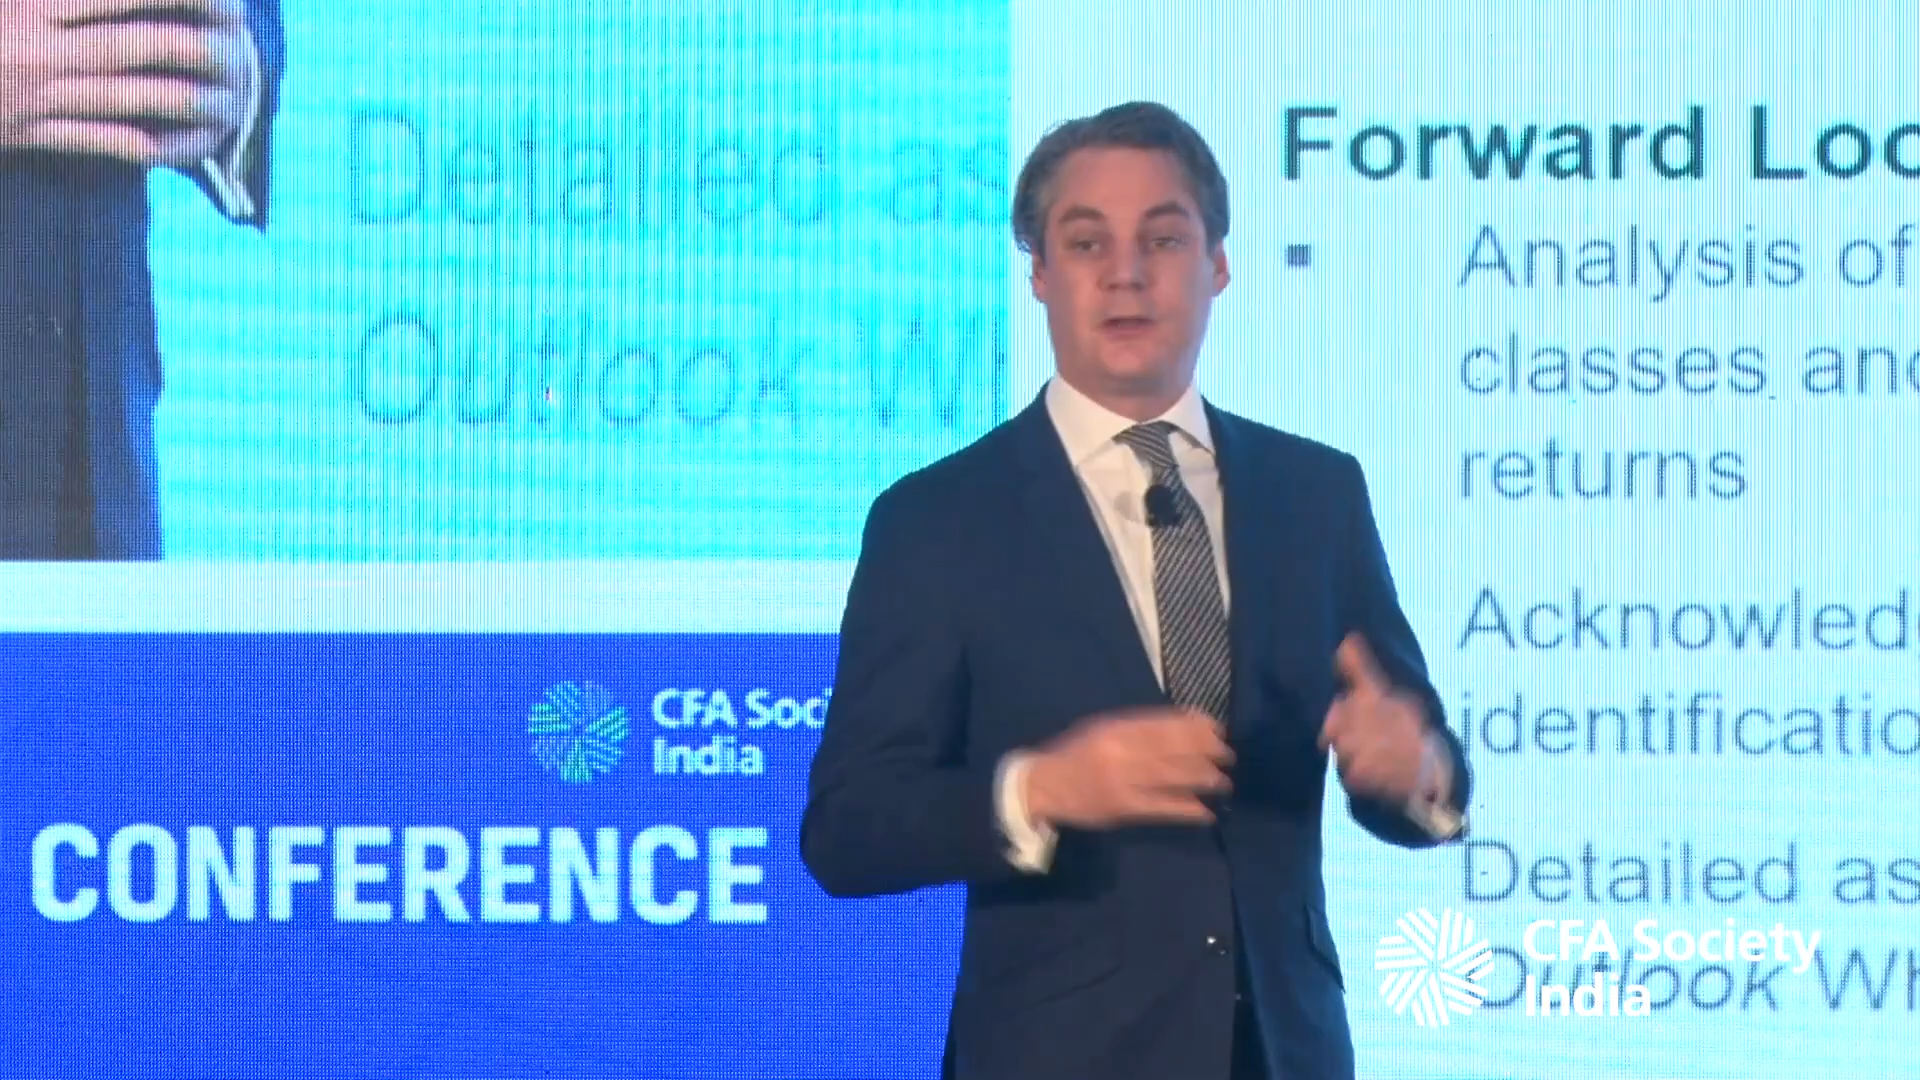 Detailed as
Outlook W
CFA Soci
India
CONFERENCE
Forward Loo
▪ Analysis of
classes and
returns
Acknowled
identificatio
Detailed as
Outlook Wh
CFA Society
India